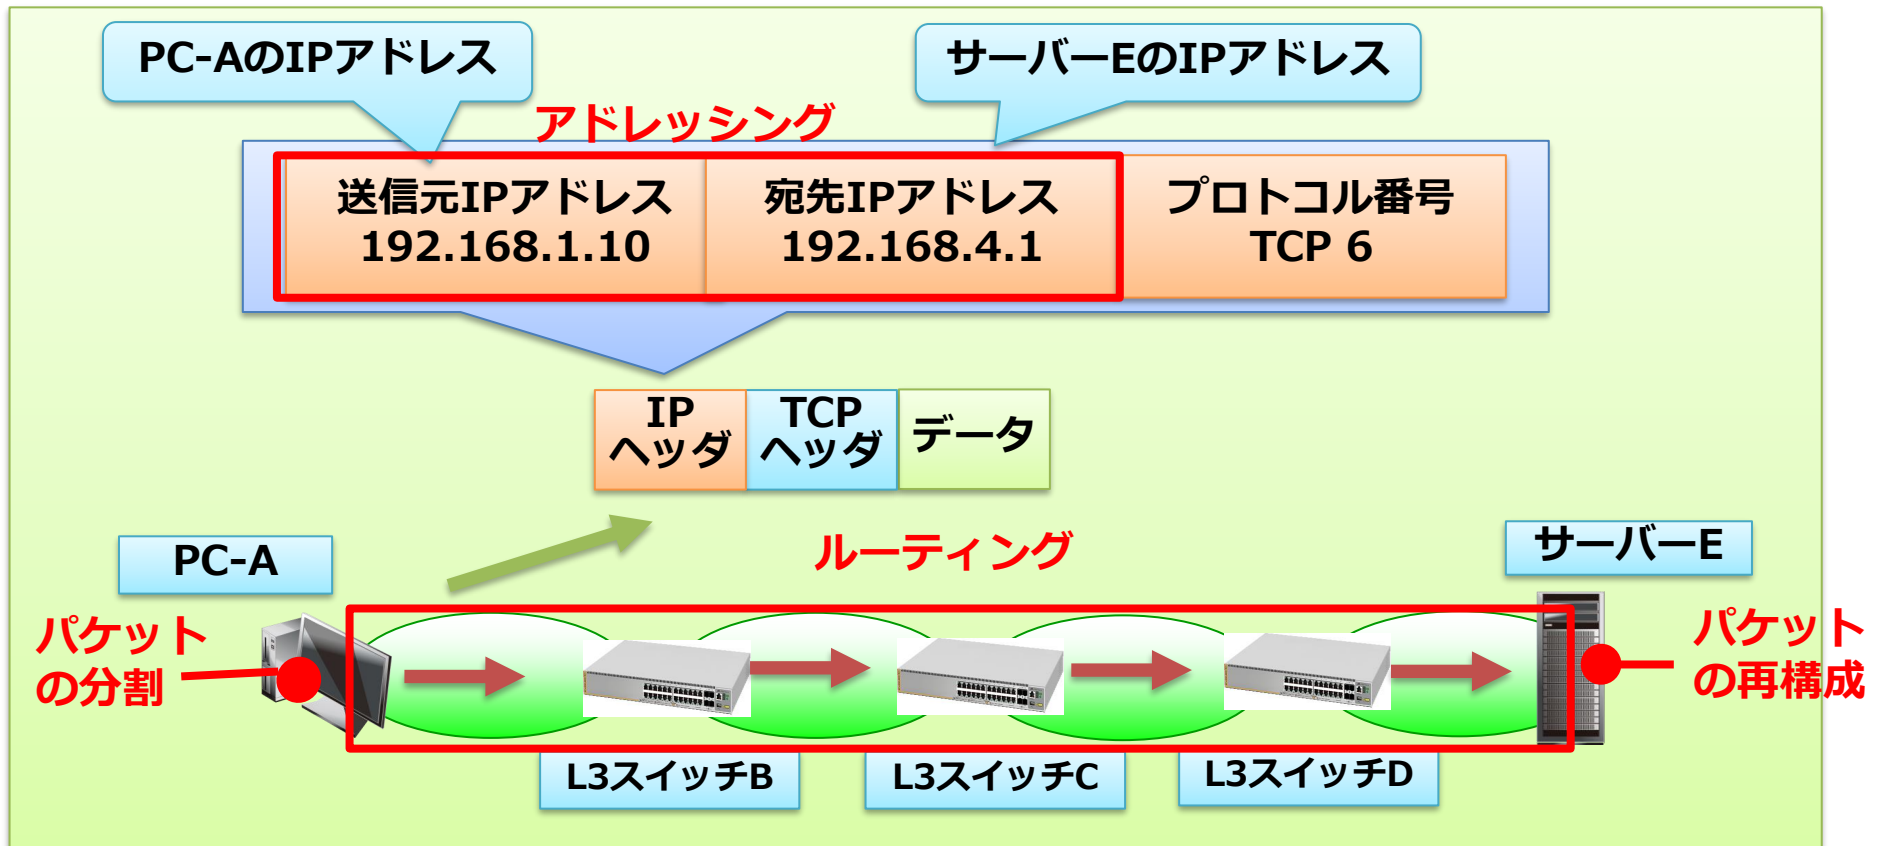 PC-AのIPアドレス
サーバーEのIPアドレス
アドレッシング
送信元IPアドレス
192.168.1.10
宛先IPアドレス
192.168.4.1
プロトコル番号
TCP 6
IP
ヘッダ
TCP
ヘッダ
データ
ルーティング
PC-A
サーバーE
パケット
の分割
パケット
の再構成
L3スイッチB
L3スイッチC
L3スイッチD